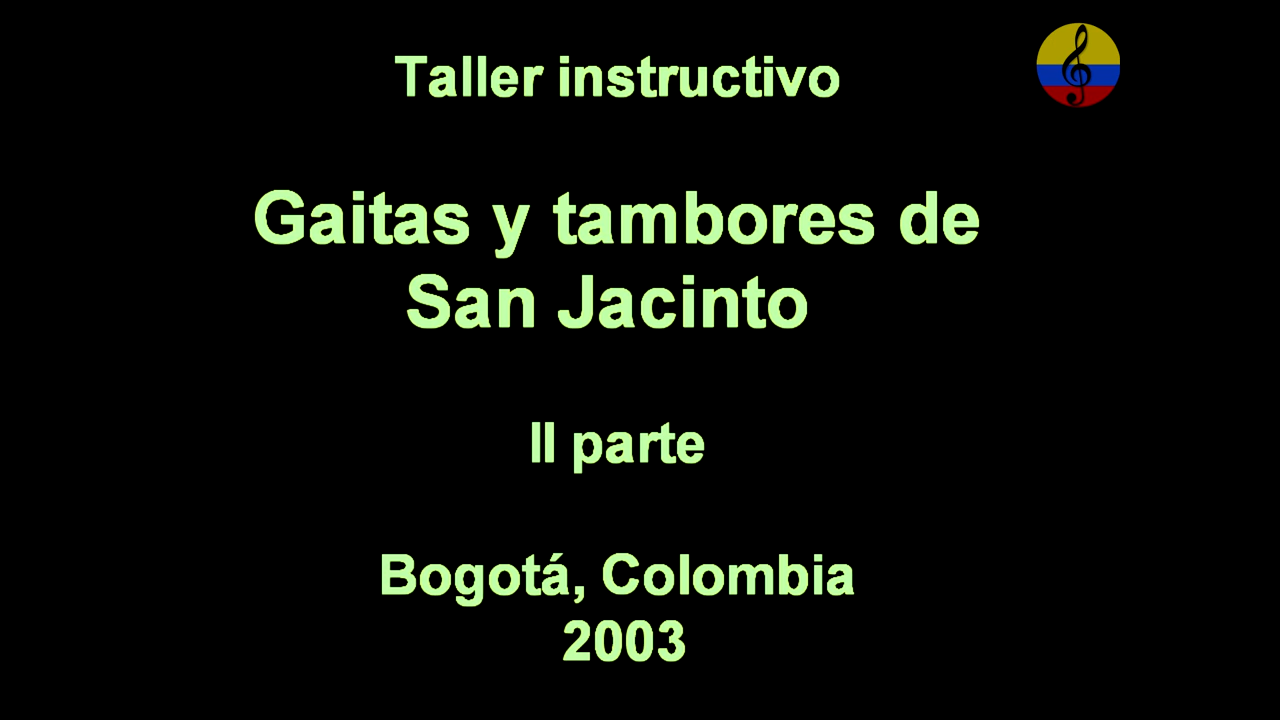 Taller instructivo
Gaitas y tambores de
San Jacinto
II parte
Bogotá, Colombia
2003